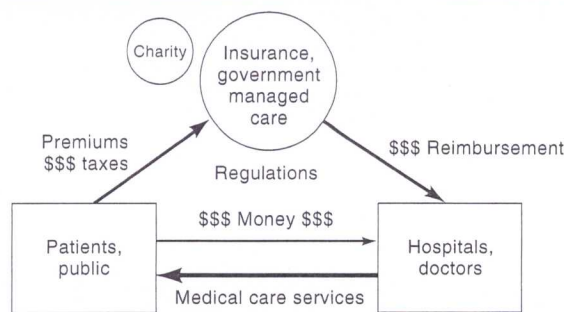 Charity
Insurance,
government
managed
care
Premiums
$$$ taxes
$$$ Reimbursement
Regulations
$$$ Money $$$
Patients,
public
Hospitals,
doctors
Medical care services